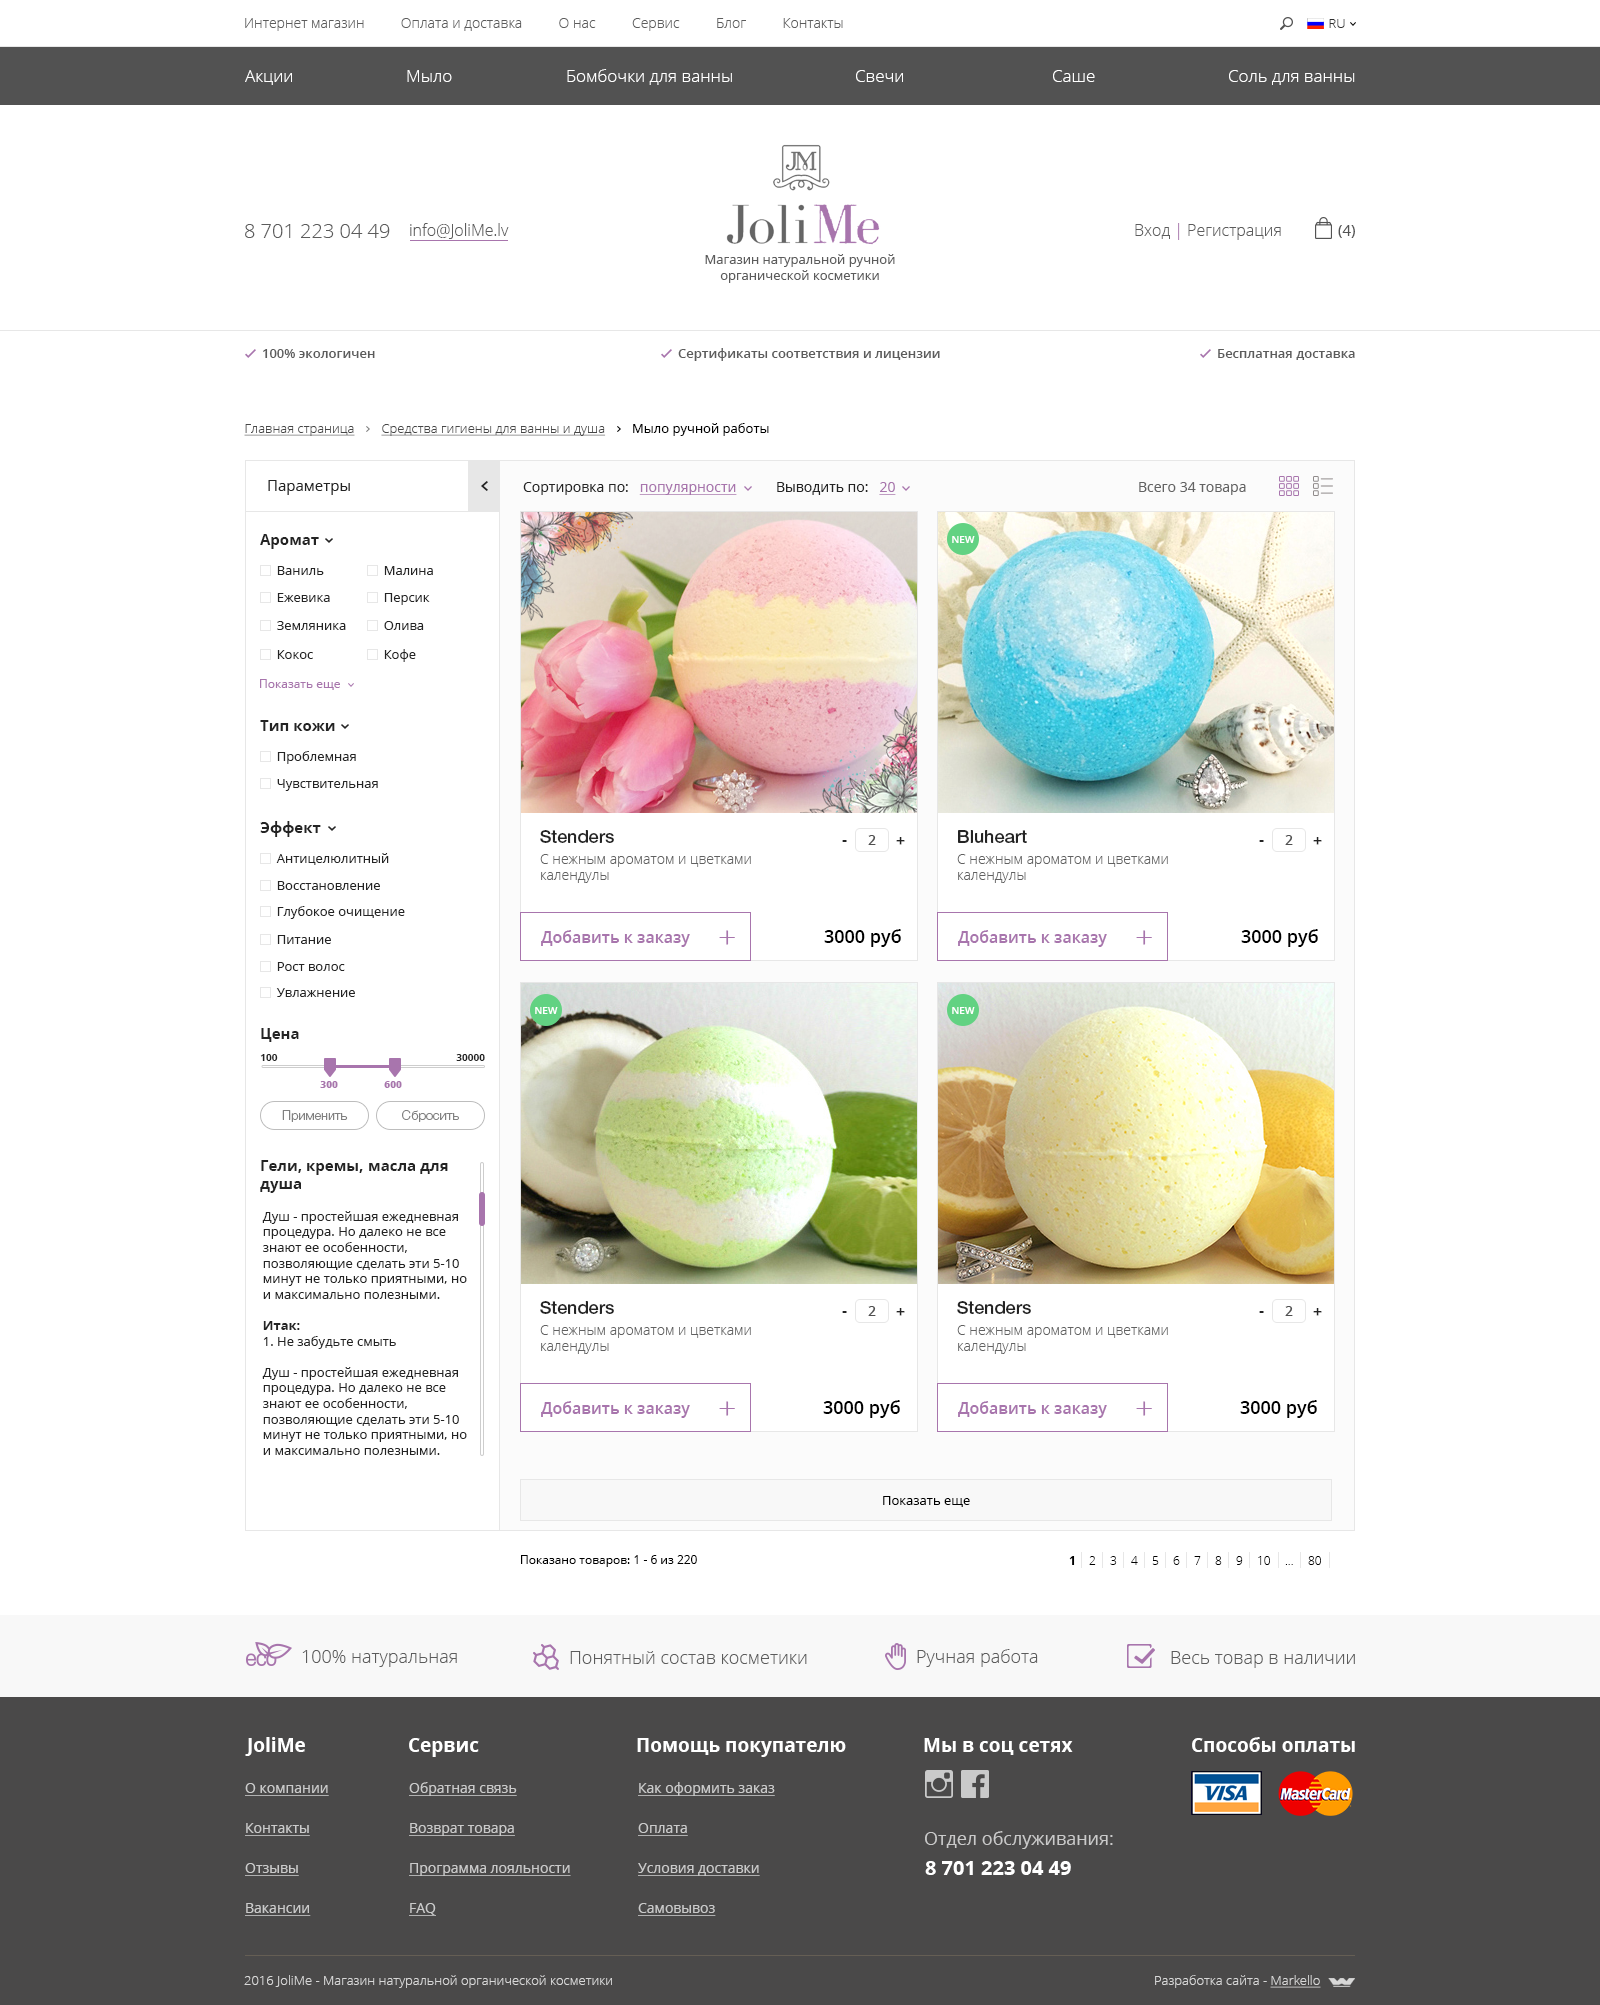 Интернет магазин Оплата и доставка О нас Сервис Блог Контакты RU
Акции Мыло Бомбочки для ванны Свечи Саше Соль для ванны
JM
JoliMe
8 701 223 04 49 info@JoliMe.lv
Вход | Регистрация (4)
Магазин натуральной ручной
органической косметики
100% экологичен Сертификаты соответствия и лицензии Бесплатная доставка
Главная страница > Средства гигиены для ванны и душа > Мыло ручной работы
Параметры <
Аромат
Ваниль Малина
Ежевика Персик
Земляника Олива
Кокос Кофе
Показать еще
Тип кожи
Проблемная
Чувствительная
Эффект
Антицелюлитный
Восстановление
Глубокое очищение
Питание
Рост волос
Увлажнение
Цена
100 30000
300 600
Применить Сбросить
Гели, кремы, масла для
душа
Душ - простейшая ежедневная
процедура. Но далеко не все
знают ее особенности,
позволяющие сделать эти 5-10
минут не только приятными, но
и максимально полезными.
Итак:
1. Не забудьте смыть
Душ - простейшая ежедневная
процедура. Но далеко не все
знают ее особенности,
позволяющие сделать эти 5-10
минут не только приятными, но
и максимально полезными.
Сортировка по: популярности Выводить по: 20 Всего 34 товара
Stenders - 2 +
С нежным ароматом и цветками
календулы
Добавить к заказу + 3000 руб
NEW
Bluheart - 2 +
С нежным ароматом и цветками
календулы
Добавить к заказу + 3000 руб
NEW
Stenders - 2 +
С нежным ароматом и цветками
календулы
Добавить к заказу + 3000 руб
NEW
Stenders - 2 +
С нежным ароматом и цветками
календулы
Добавить к заказу + 3000 руб
Показать еще
Показано товаров: 1 - 6 из 220 1 2 3 4 5 6 7 8 9 10 ... 80
eco 100% натуральная Понятный состав косметики Ручная работа Весь товар в наличии
JoliMe
О компании
Контакты
Отзывы
Вакансии
Сервис
Обратная связь
Возврат товара
Программа лояльности
FAQ
Помощь покупателю
Как оформить заказ
Оплата
Условия доставки
Самовывоз
Мы в соц сетях
Отдел обслуживания:
8 701 223 04 49
Способы оплаты
VISA MasterCard
2016 JoliMe - Магазин натуральной органической косметики Разработка сайта - Markello